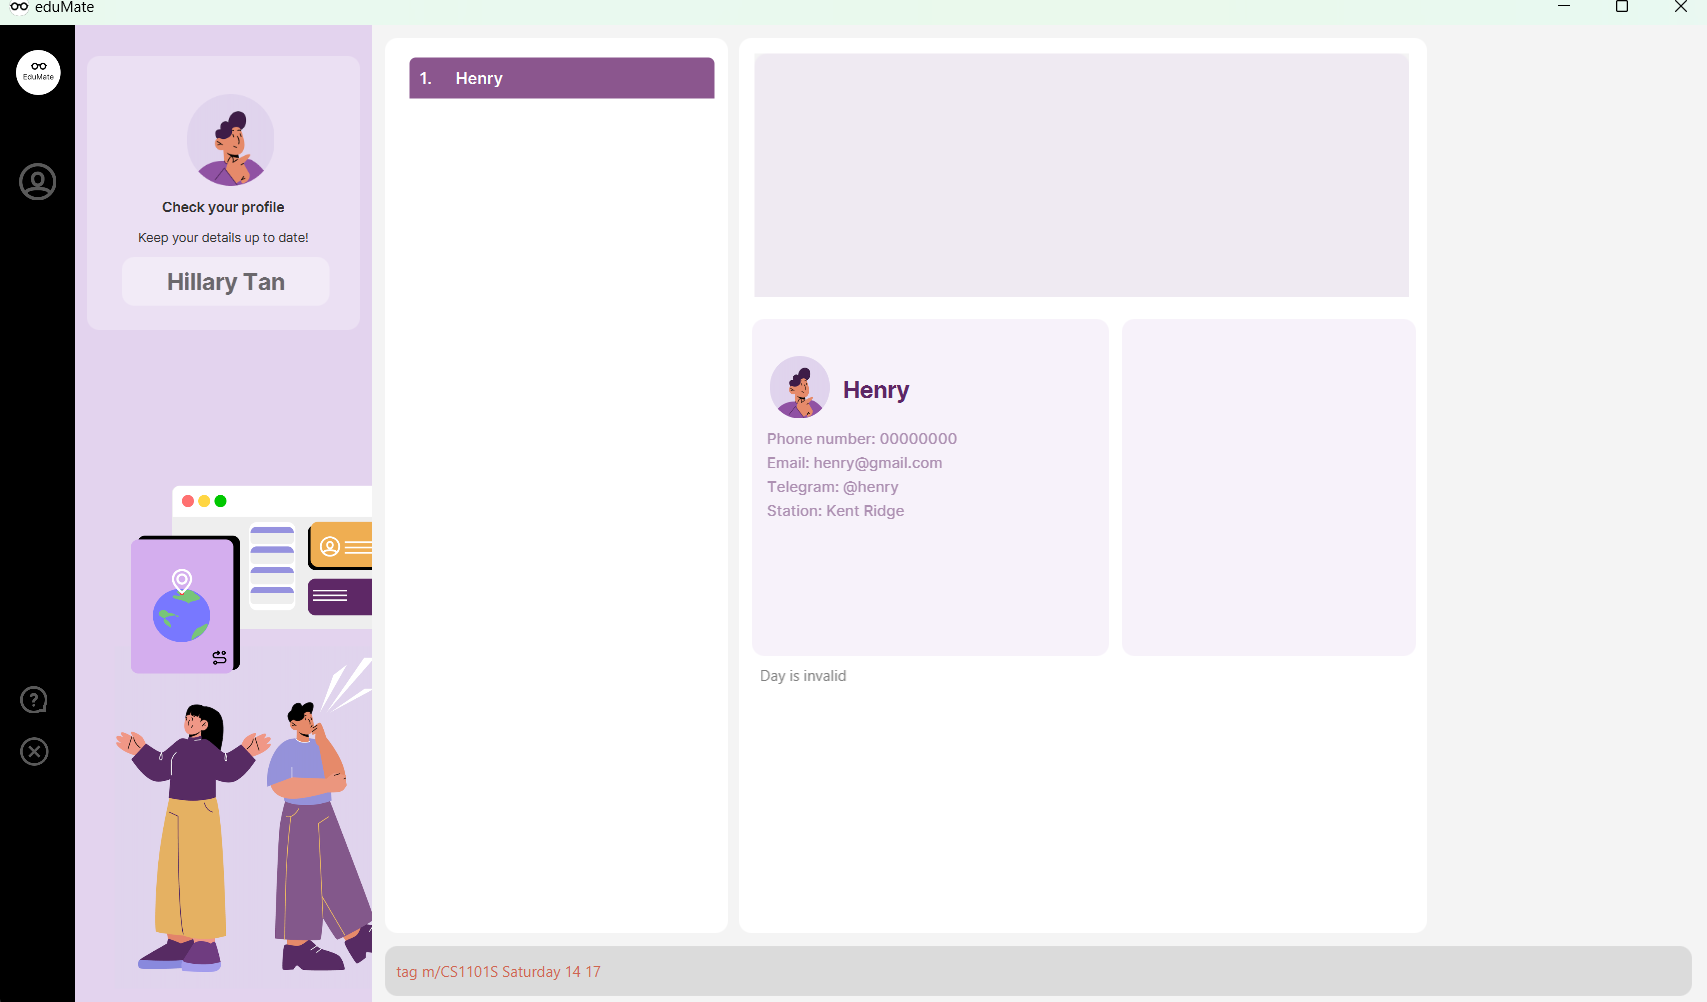 eduMate
EduMate
Check your profile
Keep your details up to date!
Hillary Tan
1. Henry
Henry
Phone number: 00000000
Email: henry@gmail.com
Telegram: @henry
Station: Kent Ridge
Day is invalid
tag m/CS1101S Saturday 14 17